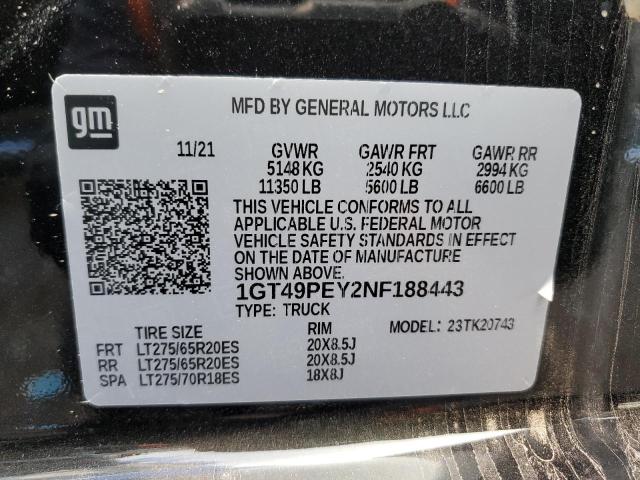 gm
MFD BY GENERAL MOTORS LLC
11/21 GVWR GAWR FRT GAWR RR
5148 KG 2540 KG 2994 KG
11350 LB 5600 LB 6600 LB
THIS VEHICLE CONFORMS TO ALL
APPLICABLE U.S. FEDERAL MOTOR
VEHICLE SAFETY STANDARDS IN EFFECT
ON THE DATE OF MANUFACTURE
SHOWN ABOVE.
1GT49PEY2NF188443
TYPE: TRUCK
TIRE SIZE RIM MODEL: 23TK20743
FRT LT275/65R20ES 20X8.5J
RR LT275/65R20ES 20X8.5J
SPA LT275/70R18ES 18X8J